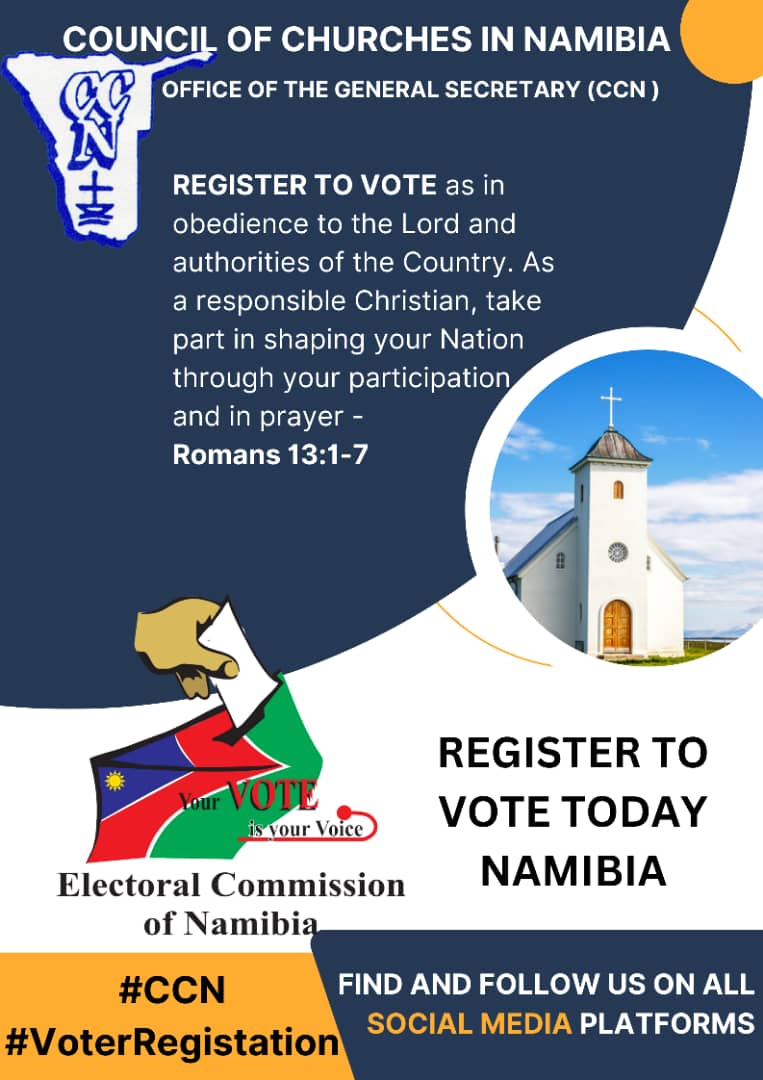 COUNCIL OF CHURCHES IN NAMIBIA
OFFICE OF THE GENERAL SECRETARY (CCN )
CC
N
REGISTER TO VOTE as in
obedience to the Lord and
authorities of the Country. As
a responsible Christian, take
part in shaping your Nation
through your participation
and in prayer -
Romans 13:1-7
Your VOTE
is your Voice
Electoral Commission
of Namibia
REGISTER TO
VOTE TODAY
NAMIBIA
#CCN
#VoterRegistation
FIND AND FOLLOW US ON ALL
SOCIAL MEDIA PLATFORMS